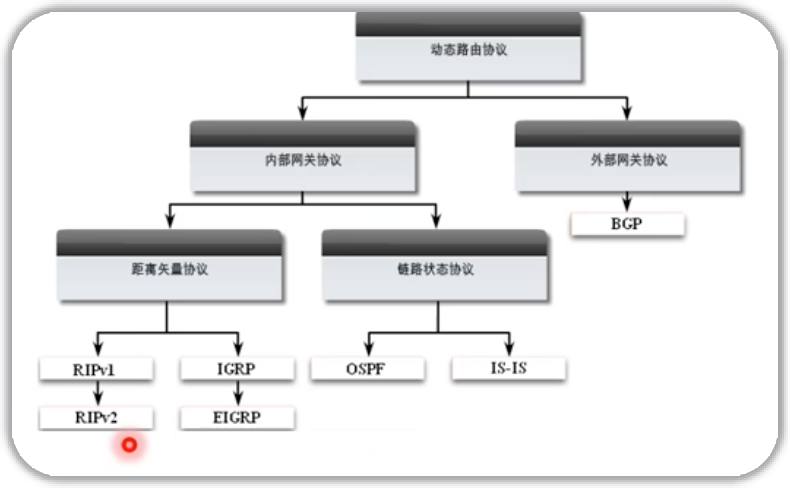 动态路由协议
内部网关协议
外部网关协议
BGP
距离矢量协议
链路状态协议
RIPv1
IGRP
OSPF
IS-IS
RIPv2
EIGRP